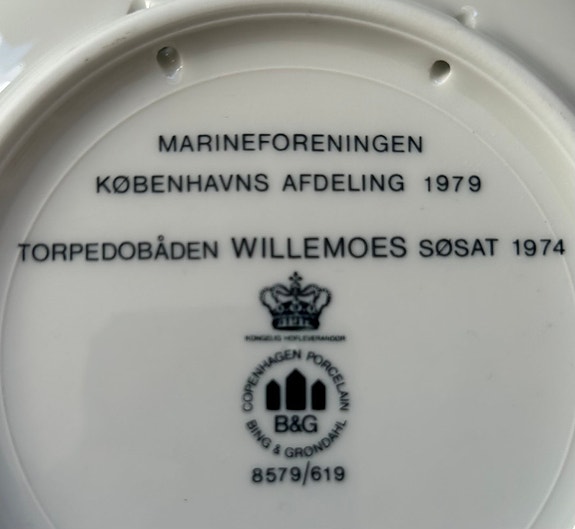 MARINEFORENINGEN
KØBENHAVNS AFDELING 1979
TORPEDOBÅDEN WILLEMOES SØSAT 1974
KONGELIG HOFLEVERANDØR
COPENHAGEN PORCELAIN
B&G
BING & GRØNDAHL
8579/619